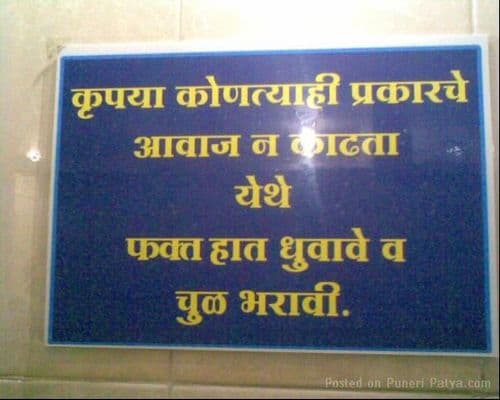 कृपया कोणत्याही प्रकारचे
आवाज न काढता
येथे
फक्त हात धुवावे व
चुळ भरावी.
Posted on Puneri Patya.com